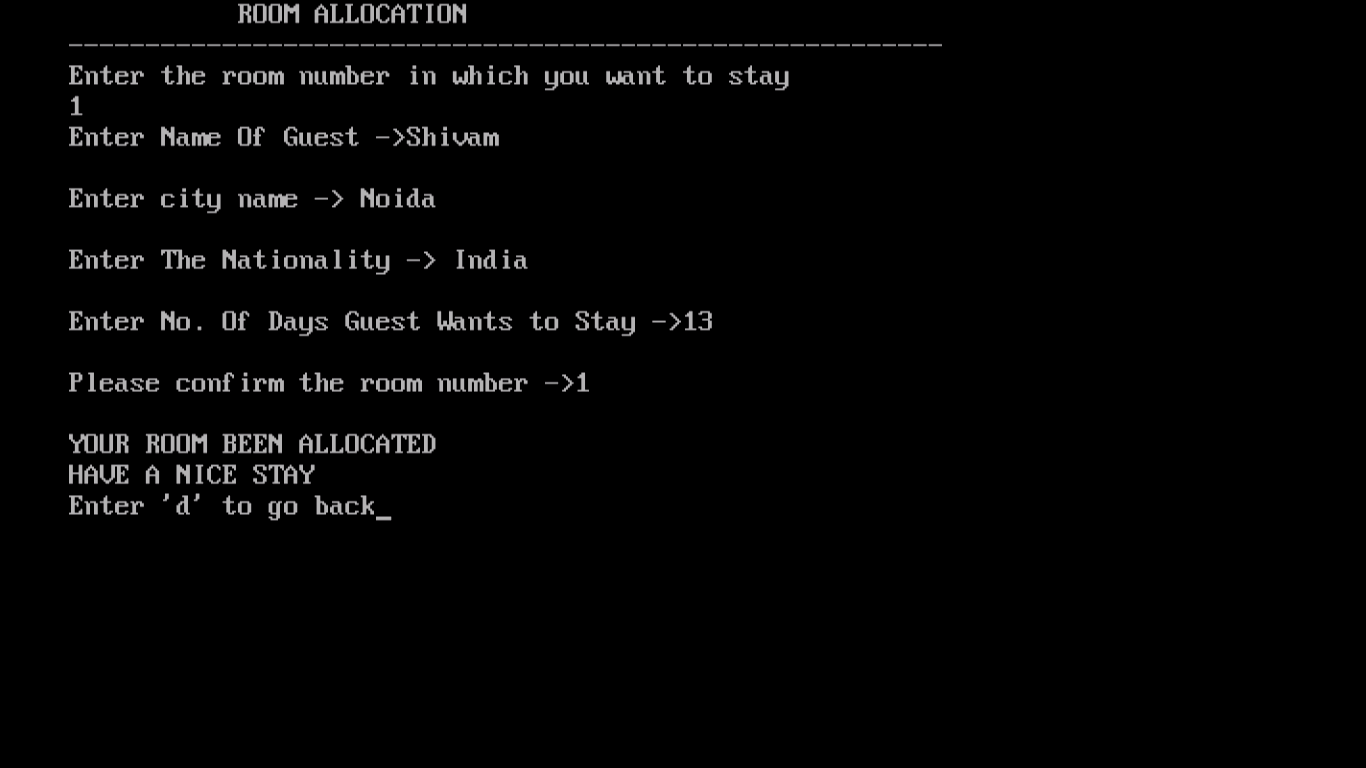 ROOM ALLOCATION
---------------------------------------------------------
Enter the room number in which you want to stay
1
Enter Name Of Guest ->Shivam
Enter city name -> Noida
Enter The Nationality -> India
Enter No. Of Days Guest Wants to Stay ->13
Please confirm the room number ->1
YOUR ROOM BEEN ALLOCATED
HAVE A NICE STAY
Enter 'd' to go back_